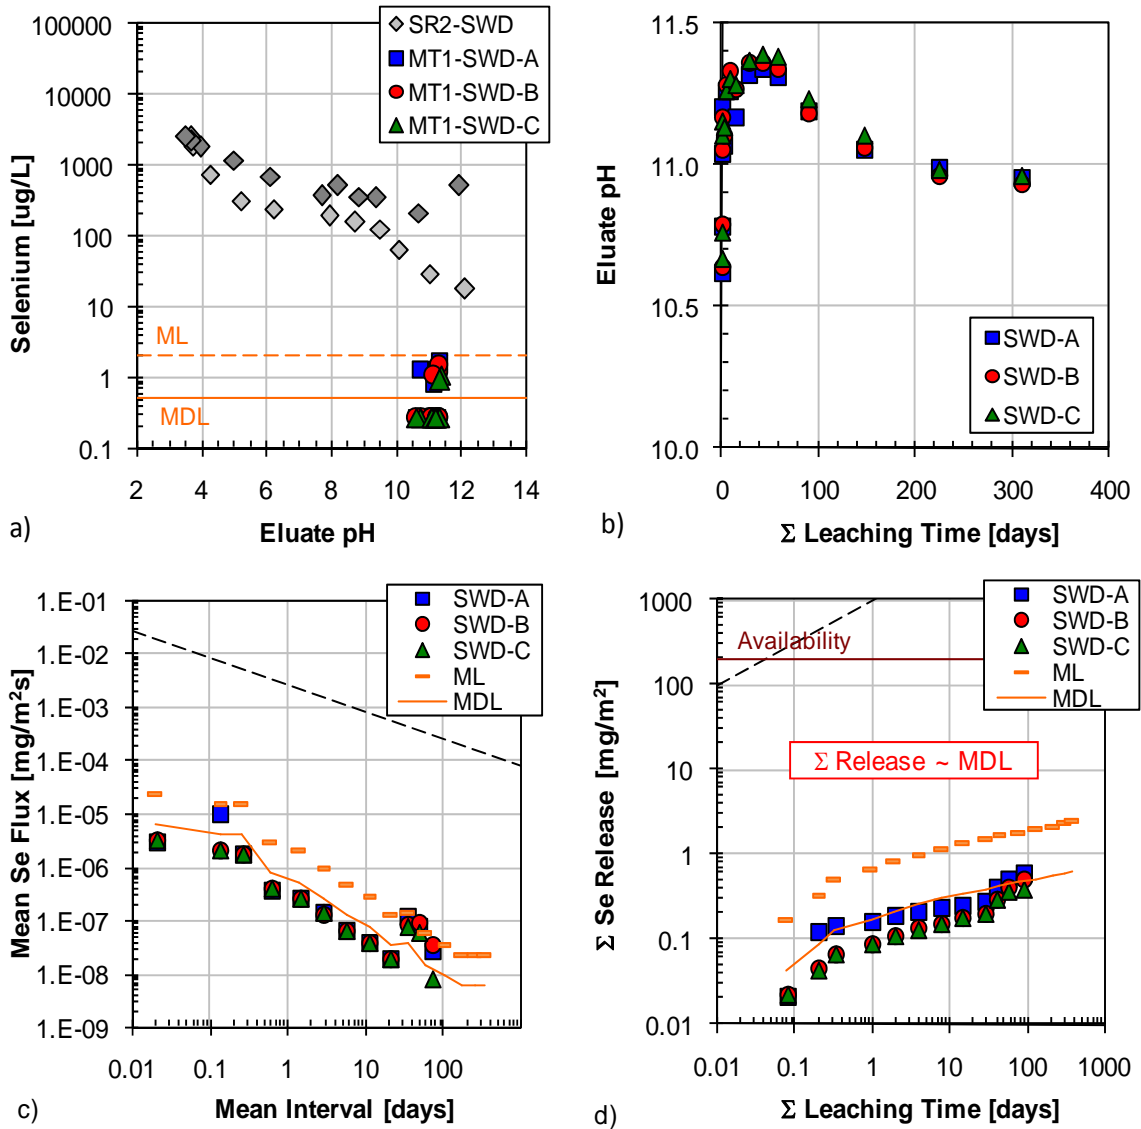 100000
10000
1000
100
10
1
0.1
Selenium [ug/L]
SR2-SWD
MT1-SWD-A
MT1-SWD-B
MT1-SWD-C
ML
MDL
2 4 6 8 10 12 14
Eluate pH
a)
11.5
11.0
10.5
10.0
Eluate pH
SWD-A
SWD-B
SWD-C
0 100 200 300 400
Σ Leaching Time [days]
b)
1.E-01
1.E-02
1.E-03
1.E-04
1.E-05
1.E-06
1.E-07
1.E-08
1.E-09
Mean Se Flux [mg/m²s]
SWD-A
SWD-B
SWD-C
ML
MDL
0.01 0.1 1 10 100
Mean Interval [days]
c)
1000
100
10
1
0.1
0.01
Σ Se Release [mg/m²]
SWD-A
SWD-B
SWD-C
ML
MDL
Availability
Σ Release ~ MDL
0.01 0.1 1 10 100 1000
Σ Leaching Time [days]
d)